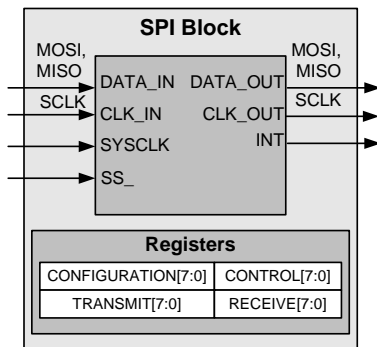 SPI Block
MOSI,
MISO
SCLK
DATA_IN
CLK_IN
SYSCLK
SS_
DATA_OUT
CLK_OUT
INT
MOSI,
MISO
SCLK
Registers
CONFIGURATION[7:0] CONTROL[7:0]
TRANSMIT[7:0] RECEIVE[7:0]